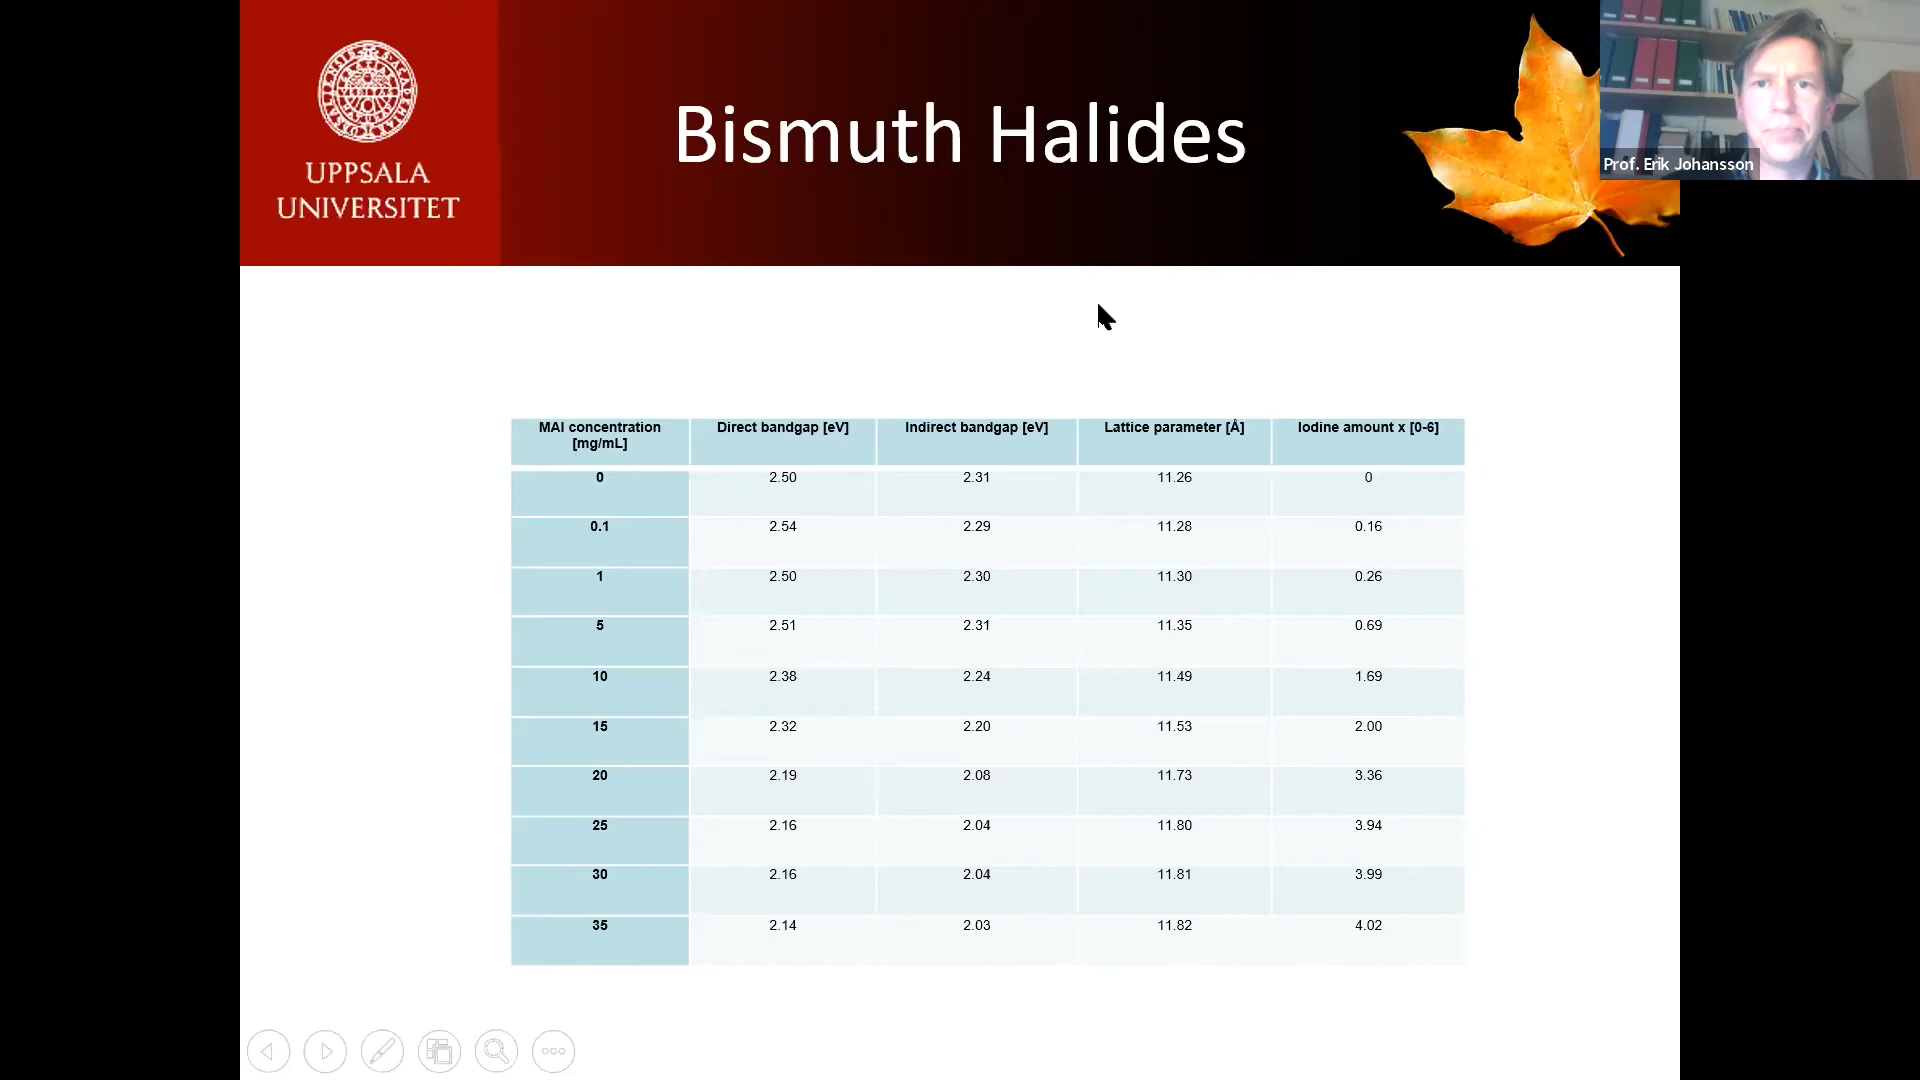 UPPSALA
UNIVERSITET
Bismuth Halides
Prof. Erik Johansson
MAI concentration [mg/mL] Direct bandgap [eV] Indirect bandgap [eV] Lattice parameter [Å] Iodine amount x [0-6]
0 2.50 2.31 11.26 0
0.1 2.54 2.29 11.28 0.16
1 2.50 2.30 11.30 0.26
5 2.51 2.31 11.35 0.69
10 2.38 2.24 11.49 1.69
15 2.32 2.20 11.53 2.00
20 2.19 2.08 11.73 3.36
25 2.16 2.04 11.80 3.94
30 2.16 2.04 11.81 3.99
35 2.14 2.03 11.82 4.02